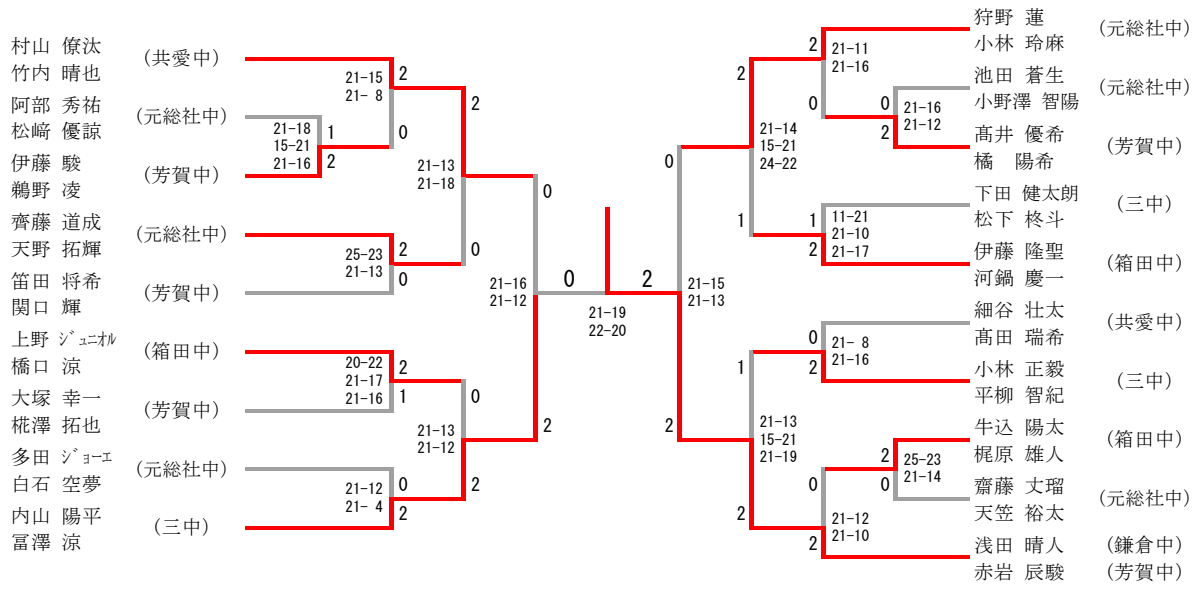 村山 僚汰
竹内 晴也
(共愛中)
阿部 秀祐
松﨑 優諒
(元総社中)
伊藤 駿
鵜野 凌
(芳賀中)
齊藤 道成
天野 拓輝
(元総社中)
笛田 将希
関口 輝
(芳賀中)
上野 ジュニオル
橋口 涼
(箱田中)
大塚 幸一
椛澤 拓也
(芳賀中)
多田 ジョーエ
白石 空夢
(元総社中)
内山 陽平
冨澤 涼
(三中)
21-15
21- 8
2
0
21-18
15-21
21-16
1
2
21-13
21-18
2
0
25-23
21-13
2
0
21-16
21-12
0
2
20-22
21-17
21-16
2
1
21-13
21-12
0
2
21-12
21- 4
0
2
0
2
21-19
22-20
21-15
21-13
0
2
21-14
15-21
24-22
2
1
21-11
21-16
2
0
21-16
21-12
0
2
11-21
21-10
21-17
1
2
21-13
15-21
21-19
1
2
21- 8
21-16
0
2
21-12
21-10
0
2
25-23
21-14
2
0
狩野 蓮
小林 玲麻
(元総社中)
池田 蒼生
小野澤 智陽
(元総社中)
髙井 優希
橘 陽希
(芳賀中)
下田 健太朗
松下 柊斗
(三中)
伊藤 隆聖
河鍋 慶一
(箱田中)
細谷 壮太
髙田 瑞希
(共愛中)
小林 正毅
平柳 智紀
(三中)
牛込 陽太
梶原 雄人
(箱田中)
齋藤 丈瑠
天笠 裕太
(元総社中)
浅田 晴人 (鎌倉中)
赤岩 辰駿 (芳賀中)